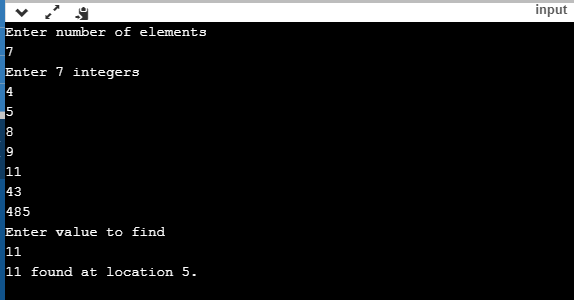 input
Enter number of elements
7
Enter 7 integers
4
5
8
9
11
43
485
Enter value to find
11
11 found at location 5.